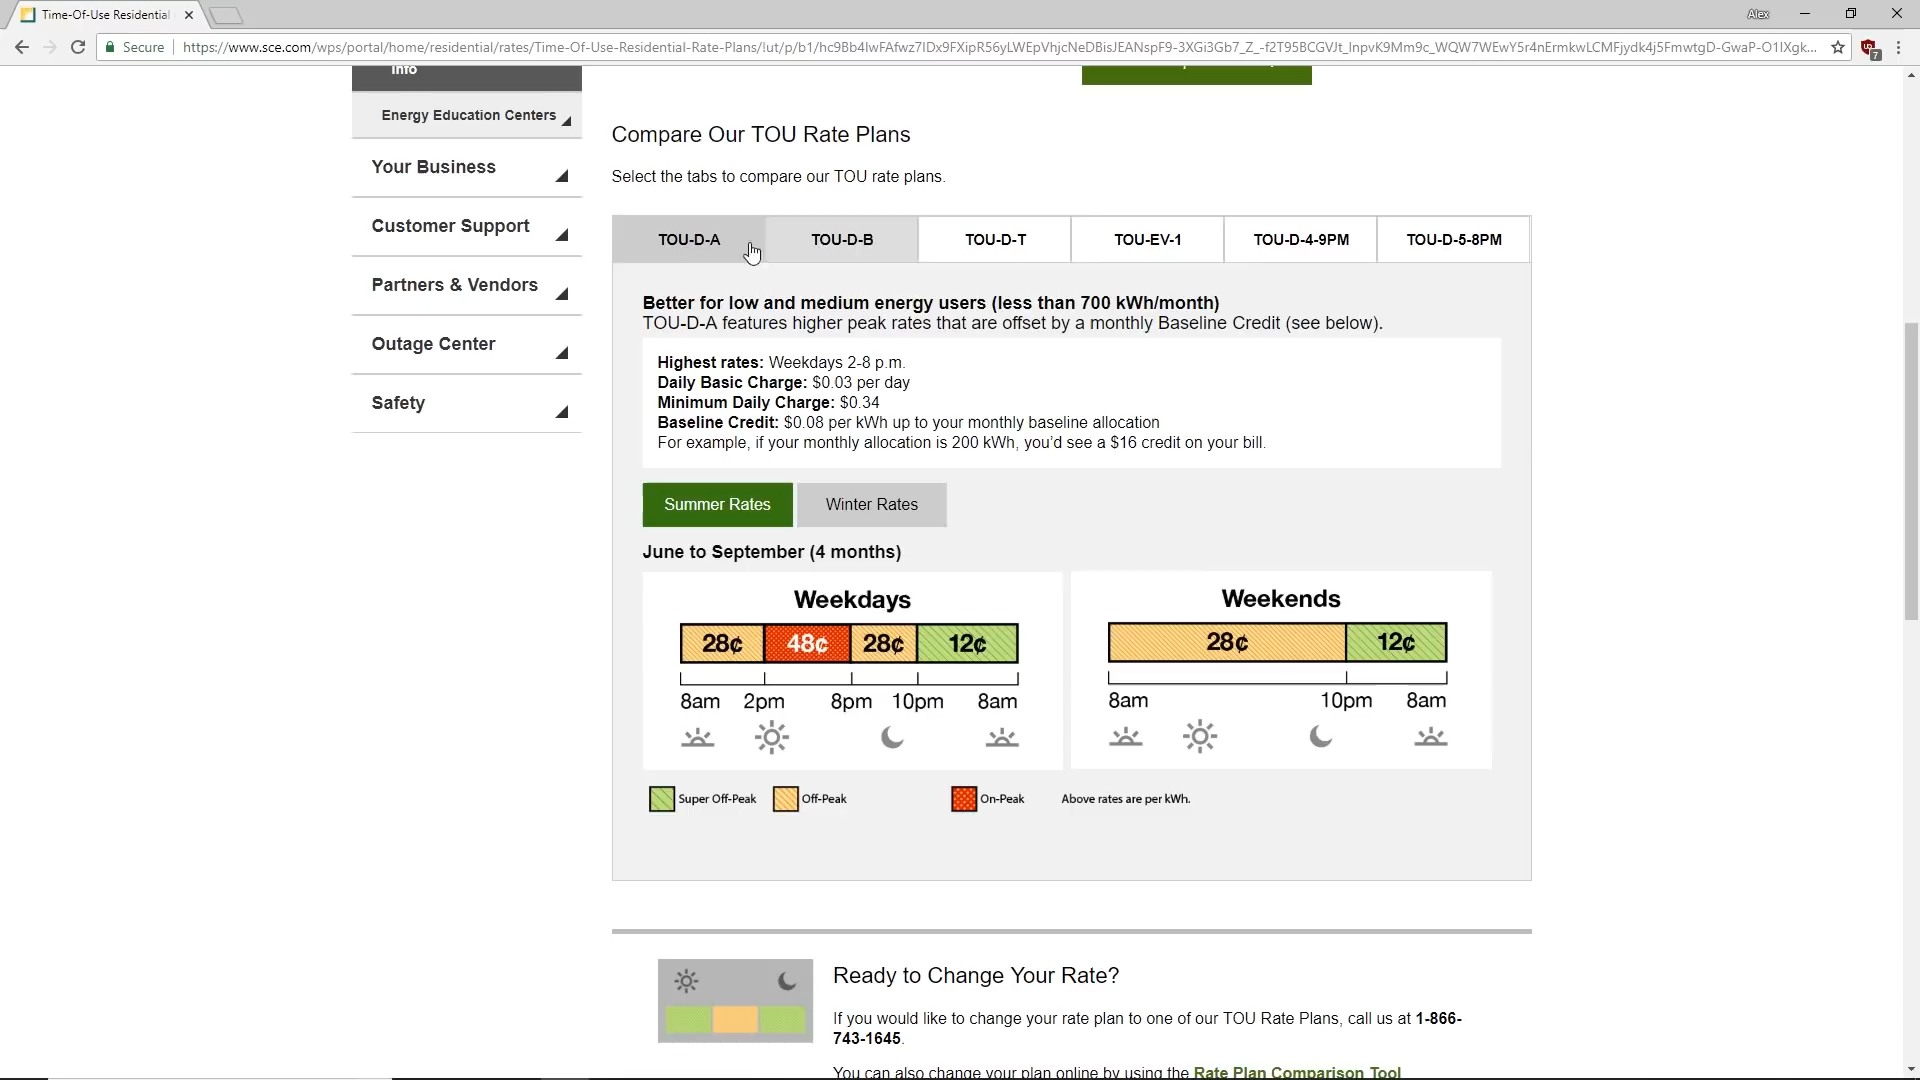 Time-Of-Use Residential
Alex
Secure
https://www.sce.com/wps/portal/home/residential/rates/Time-Of-Use-Residential-Rate-Plans/!ut/p/b1/
7
Info
Energy Education Centers
Your Business
Customer Support
Partners & Vendors
Outage Center
Safety
Compare Our TOU Rate Plans
Select the tabs to compare our TOU rate plans.
TOU-D-A
TOU-D-B
TOU-D-T
TOU-EV-1
TOU-D-4-9PM
TOU-D-5-8PM
Better for low and medium energy users (less than 700 kWh/month)
TOU-D-A features higher peak rates that are offset by a monthly Baseline Credit (see below).
Highest rates: Weekdays 2-8 p.m.
Daily Basic Charge: $0.03 per day
Minimum Daily Charge: $0.34
Baseline Credit: $0.08 per kWh up to your monthly baseline allocation
For example, if your monthly allocation is 200 kWh, you'd see a $16 credit on your bill.
Summer Rates
Winter Rates
June to September (4 months)
Weekdays
28¢ 48¢ 28¢ 12¢
8am 2pm 8pm 10pm 8am
Weekends
28¢ 12¢
8am 10pm 8am
Super Off-Peak
Off-Peak
On-Peak
Above rates are per kWh.
Ready to Change Your Rate?
If you would like to change your rate plan to one of our TOU Rate Plans, call us at 1-866-
743-1645.
You can also change your plan online by using the Rate Plan Comparison Tool